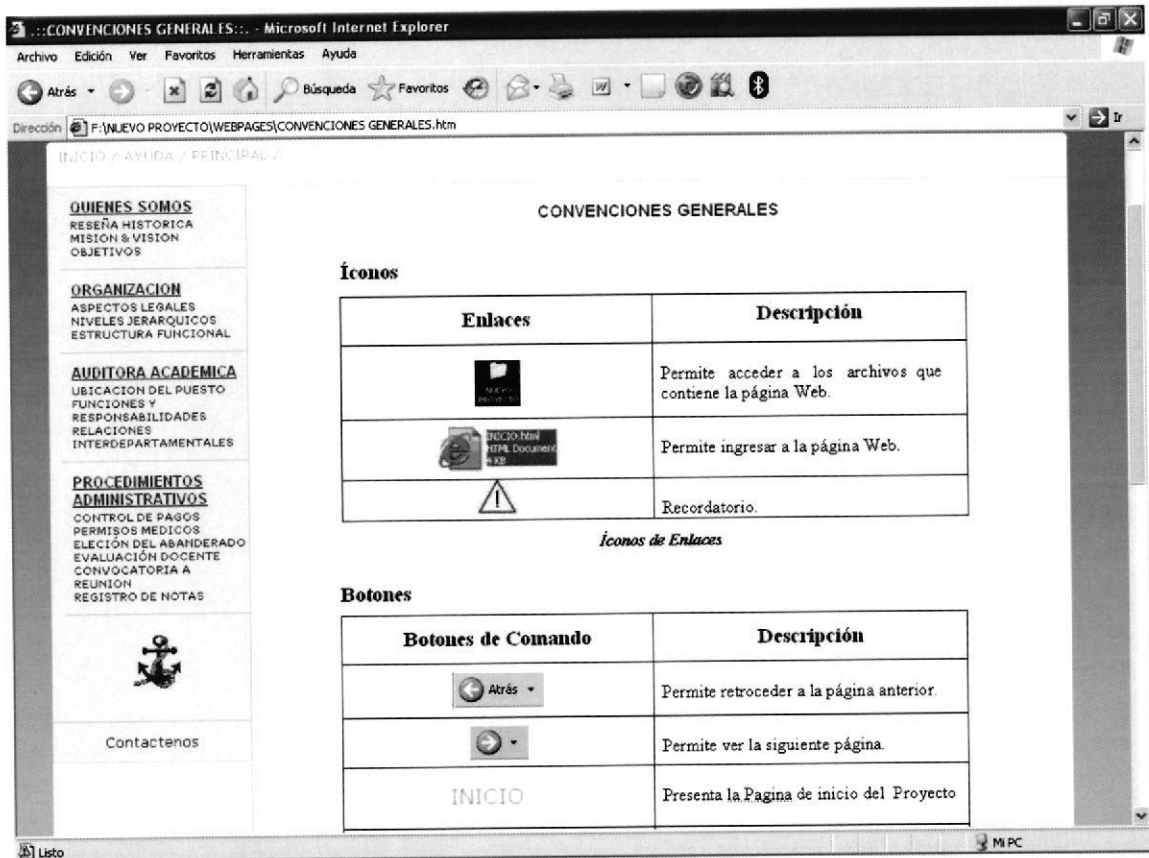 .::CONVENCIONES GENERALES::. - Microsoft Internet Explorer
Archivo Edición Ver Favoritos Herramientas Ayuda
Atrás Búsqueda Favoritos
Dirección F:\NUEVO PROYECTO\WEBPAGES\CONVENCIONES GENERALES.htm Ir
INICIO / AYUDA / PRINCIPAL /
QUIENES SOMOS
RESEÑA HISTORICA
MISION & VISION
OBJETIVOS
ORGANIZACION
ASPECTOS LEGALES
NIVELES JERARQUICOS
ESTRUCTURA FUNCIONAL
AUDITORA ACADEMICA
UBICACION DEL PUESTO
FUNCIONES Y
RESPONSABILIDADES
RELACIONES
INTERDEPARTAMENTALES
PROCEDIMIENTOS
ADMINISTRATIVOS
CONTROL DE PAGOS
PERMISOS MEDICOS
ELECIÓN DEL ABANDERADO
EVALUACIÓN DOCENTE
CONVOCATORIA A
REUNION
REGISTRO DE NOTAS
Contactenos
CONVENCIONES GENERALES
Íconos
Enlaces Descripción
NUEVO
PROYECTO
Permite acceder a los archivos que
contiene la página Web.
INICIO.html
HTML Document
4 KB
Permite ingresar a la página Web.
Recordatorio.
Íconos de Enlaces
Botones
Botones de Comando Descripción
Atrás Permite retroceder a la página anterior.
Permite ver la siguiente página.
INICIO Presenta la Pagina de inicio del Proyecto
Listo Mi PC